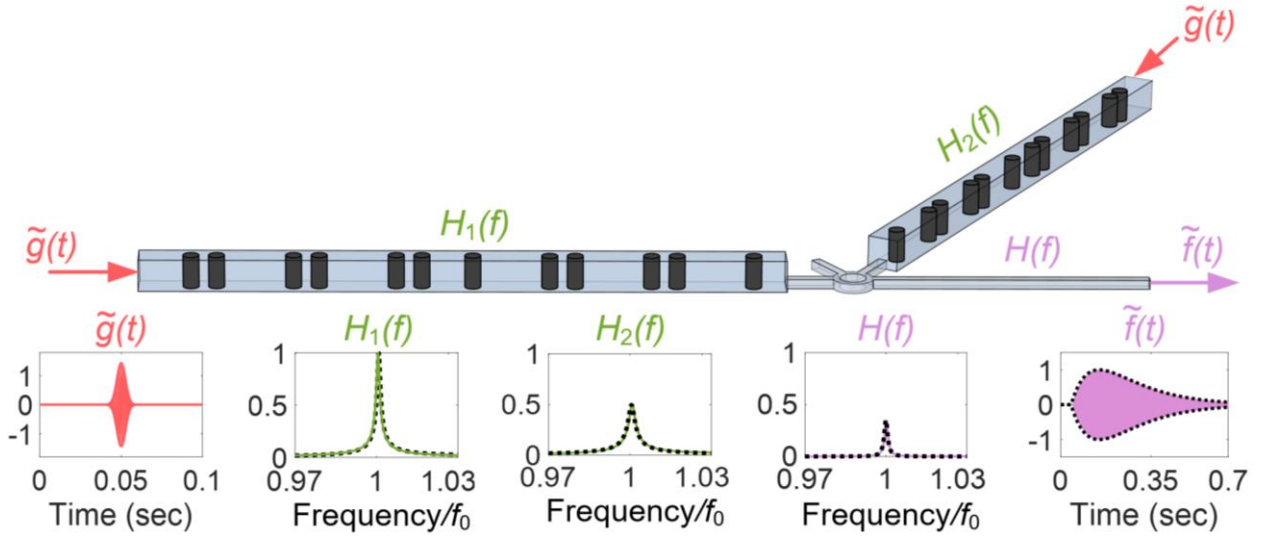 g̃(t)
H₂(f)
H₁(f)
g̃(t)
H(f)
f̃(t)
g̃(t)
H₁(f)
H₂(f)
H(f)
f̃(t)
1
0
-1
0
0.05
0.1
Time (sec)
1
0.5
0
0.97
1
1.03
Frequency/f₀
1
0.5
0
0.97
1
1.03
Frequency/f₀
1
0.5
0
0.97
1
1.03
Frequency/f₀
1
0
-1
0
0.35
0.7
Time (sec)